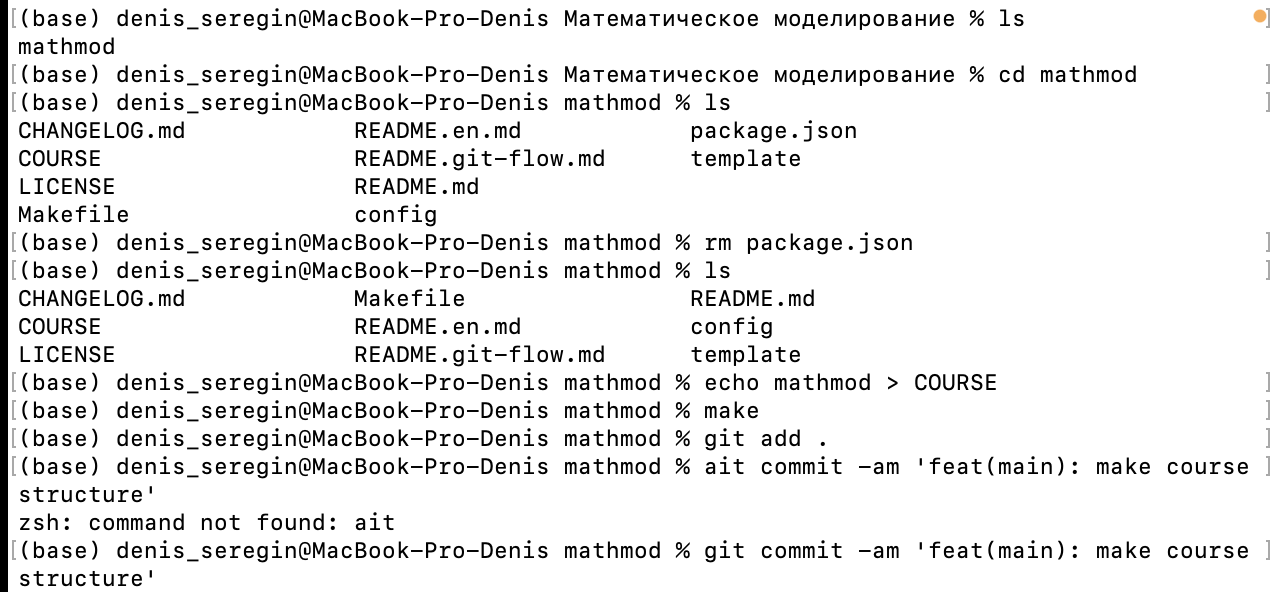 [(base) denis_seregin@MacBook-Pro-Denis Математическое моделирование % ls ]
mathmod
[(base) denis_seregin@MacBook-Pro-Denis Математическое моделирование % cd mathmod ]
[(base) denis_seregin@MacBook-Pro-Denis mathmod % ls ]
CHANGELOG.md README.en.md package.json
COURSE README.git-flow.md template
LICENSE README.md
Makefile config
[(base) denis_seregin@MacBook-Pro-Denis mathmod % rm package.json ]
[(base) denis_seregin@MacBook-Pro-Denis mathmod % ls ]
CHANGELOG.md Makefile README.md
COURSE README.en.md config
LICENSE README.git-flow.md template
[(base) denis_seregin@MacBook-Pro-Denis mathmod % echo mathmod > COURSE ]
[(base) denis_seregin@MacBook-Pro-Denis mathmod % make ]
[(base) denis_seregin@MacBook-Pro-Denis mathmod % git add . ]
[(base) denis_seregin@MacBook-Pro-Denis mathmod % ait commit -am 'feat(main): make course ]
structure'
zsh: command not found: ait
[(base) denis_seregin@MacBook-Pro-Denis mathmod % git commit -am 'feat(main): make course ]
structure'